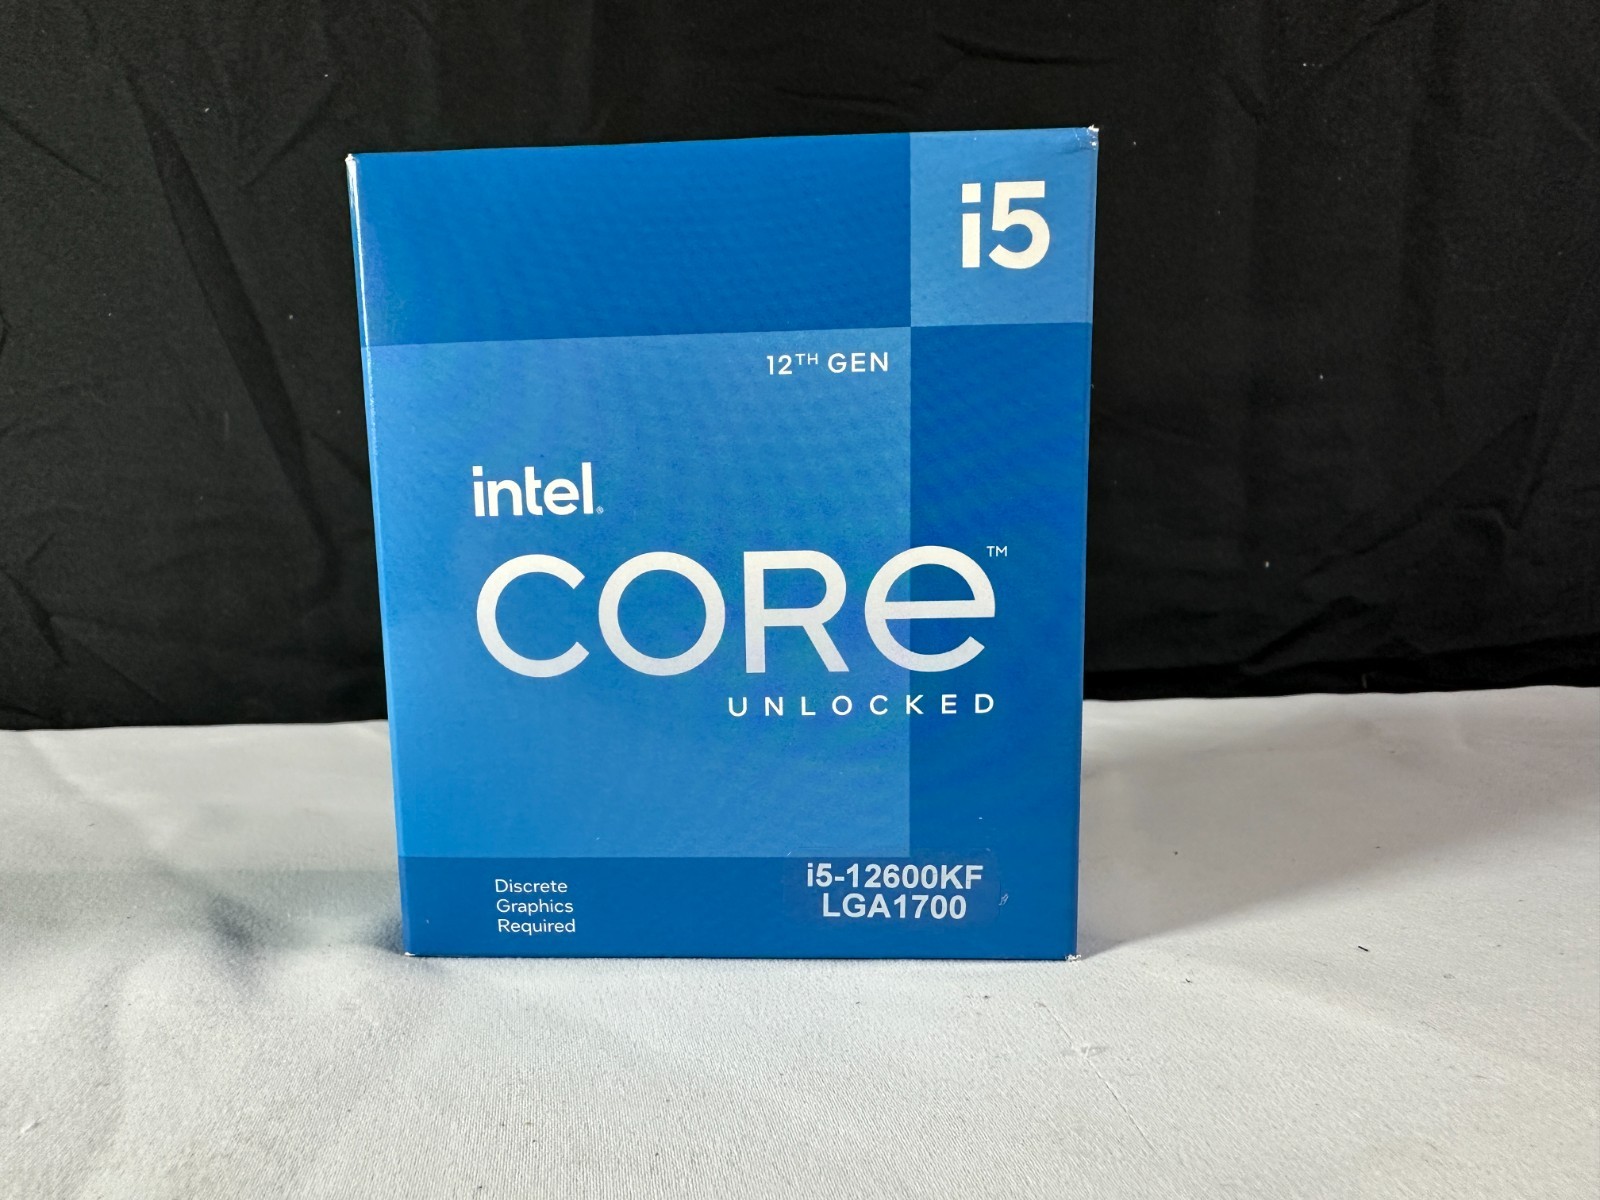 i5
12TH GEN
intel®
CORE™
UNLOCKED
Discrete
Graphics
Required
i5-12600KF
LGA1700